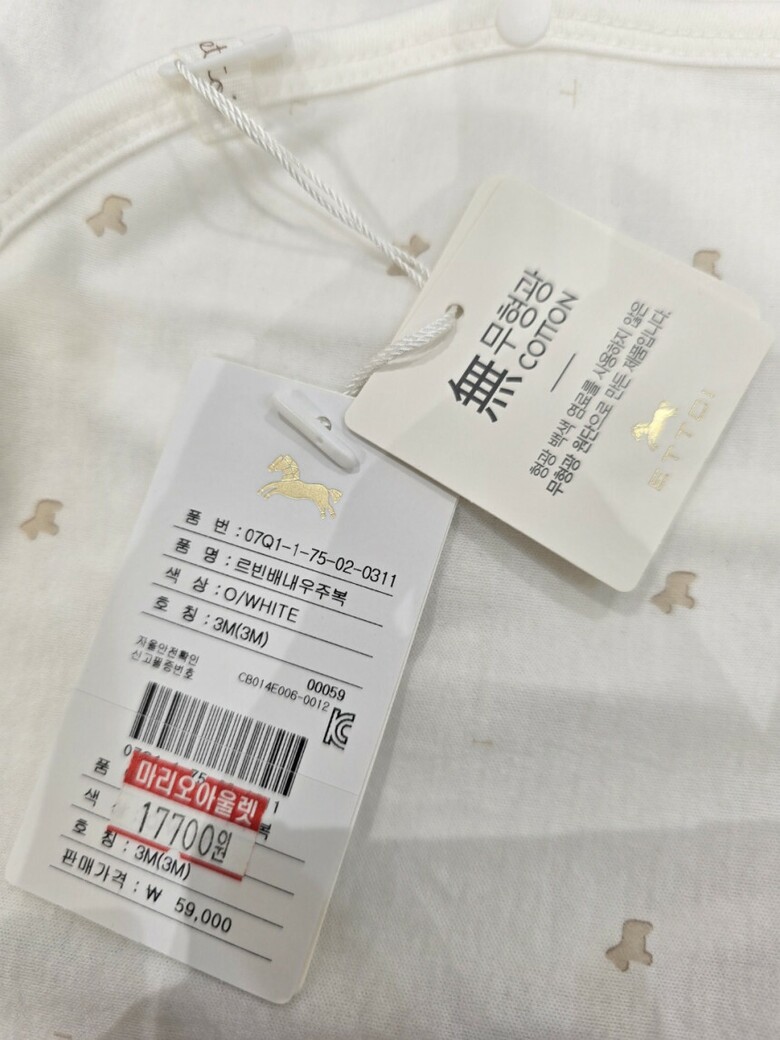 無무형광
COTTON
형광 백색 염료를 사용하지 않은
무형광 원단으로 만든 제품입니다.
ETTOI
품 번 : 07Q1-1-75-02-0311
품 명 : 르빈배내우주복
색 상 : O/WHITE
호 칭 : 3M(3M)
자율안전확인
신고필증번호
CB014E006-0012
00059
품
색
마리오아울렛
17700원
호 칭 : 3M(3M)
판매가격 : ₩ 59,000